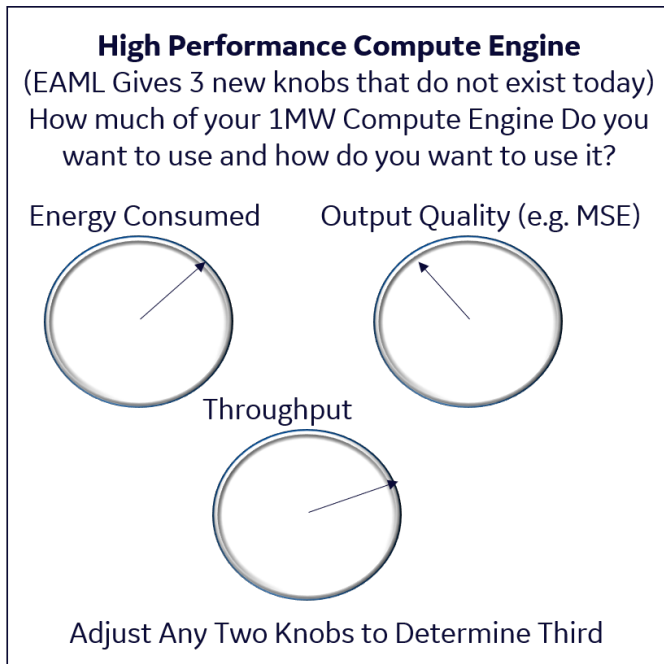 High Performance Compute Engine
(EAML Gives 3 new knobs that do not exist today)
How much of your 1MW Compute Engine Do you
want to use and how do you want to use it?
Energy Consumed
Output Quality (e.g. MSE)
Throughput
Adjust Any Two Knobs to Determine Third